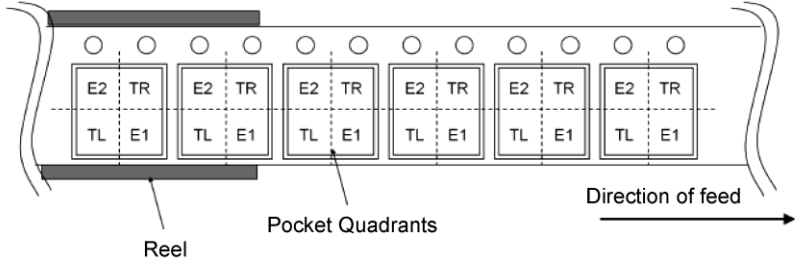 E2 TR E2 TR E2 TR E2 TR E2 TR E2 TR
TL E1 TL E1 TL E1 TL E1 TL E1 TL E1
Direction of feed
Pocket Quadrants
Reel